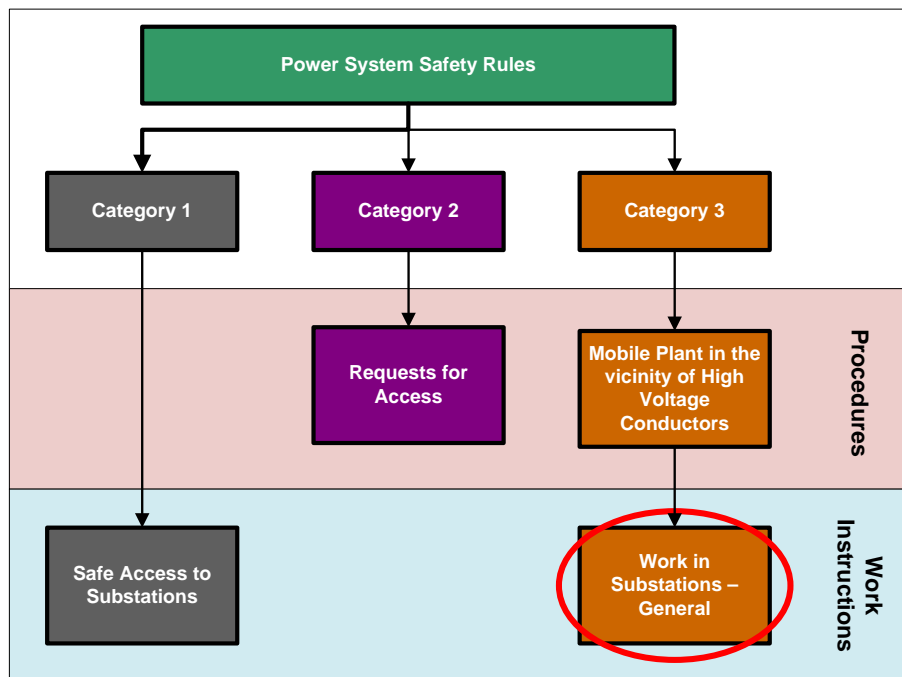 Power System Safety Rules
Category 1
Category 2
Category 3
Procedures
Requests for
Access
Mobile Plant in the
vicinity of High
Voltage
Conductors
Work
Instructions
Safe Access to
Substations
Work in
Substations –
General